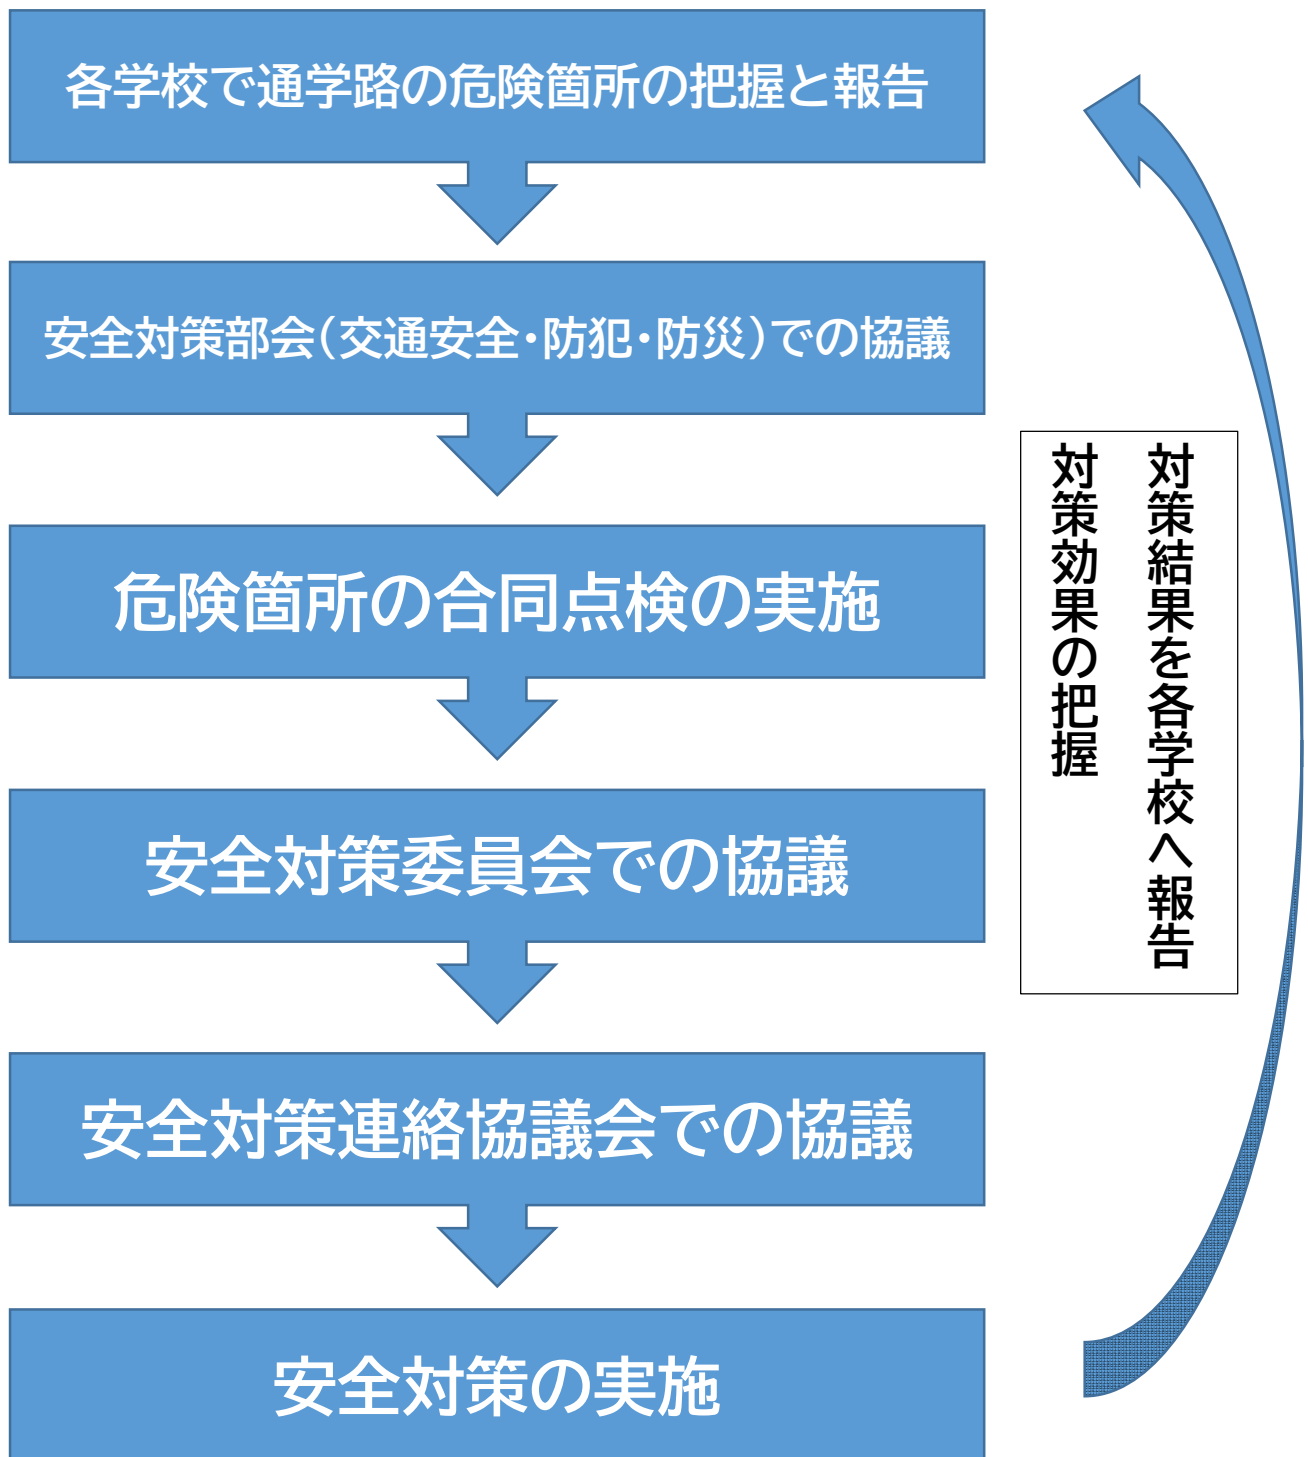 各学校で通学路の危険箇所の把握と報告
安全対策部会（交通安全・防犯・防災）での協議
危険箇所の合同点検の実施
安全対策委員会での協議
安全対策連絡協議会での協議
安全対策の実施
対策結果を各学校へ報告
対策効果の把握